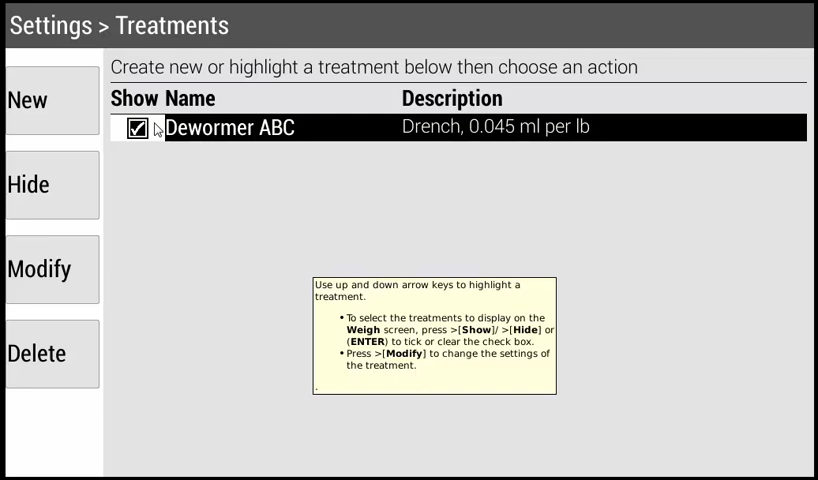 Settings > Treatments
Create new or highlight a treatment below then choose an action
New
Show Name Description
Dewormer ABC Drench, 0.045 ml per lb
Hide
Modify
Delete
Use up and down arrow keys to highlight a
treatment.
• To select the treatments to display on the
Weigh screen, press >[Show]/ >[Hide] or
(ENTER) to tick or clear the check box.
• Press >[Modify] to change the settings of
the treatment.
.